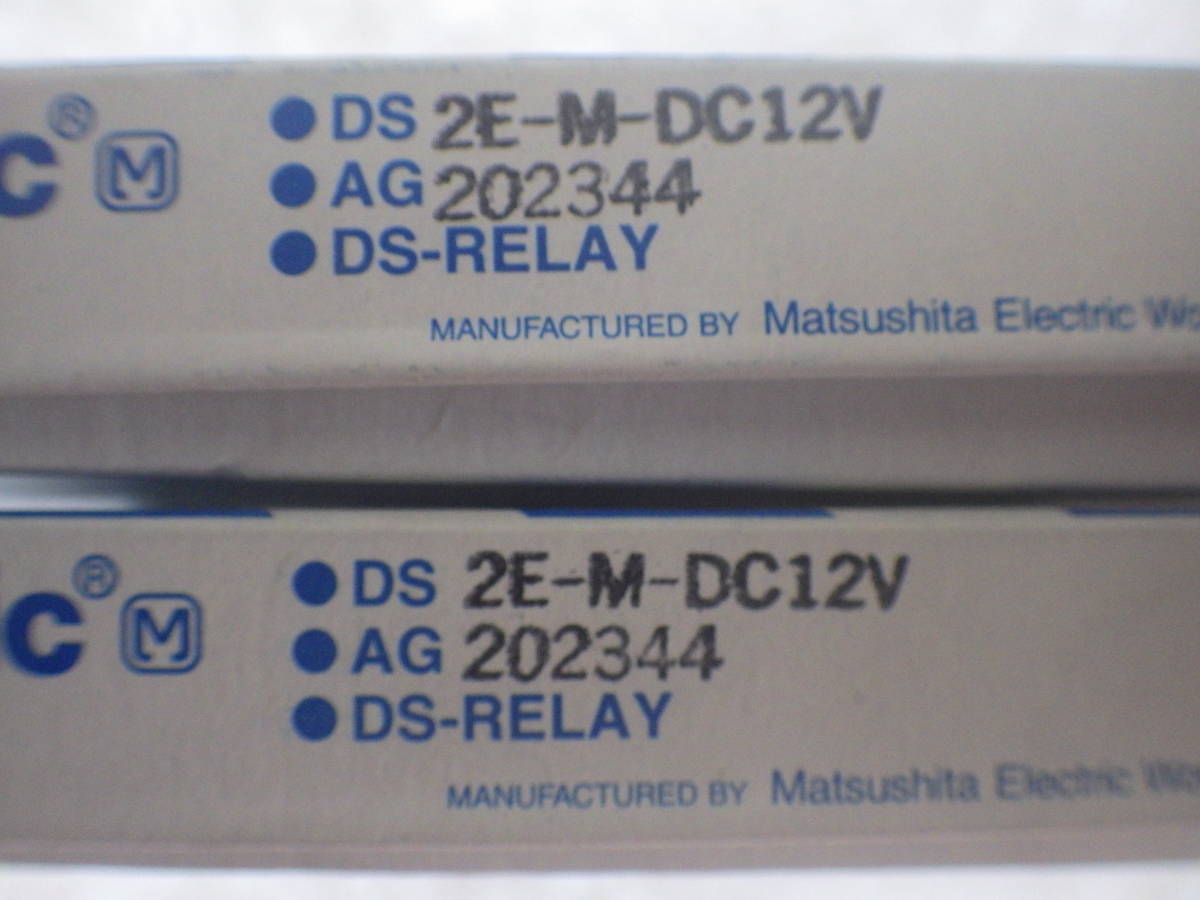 C® M
● DS 2E-M-DC12V
● AG 202344
● DS-RELAY
MANUFACTURED BY Matsushita Electric
C® M
● DS 2E-M-DC12V
● AG 202344
● DS-RELAY
MANUFACTURED BY Matsushita Electric